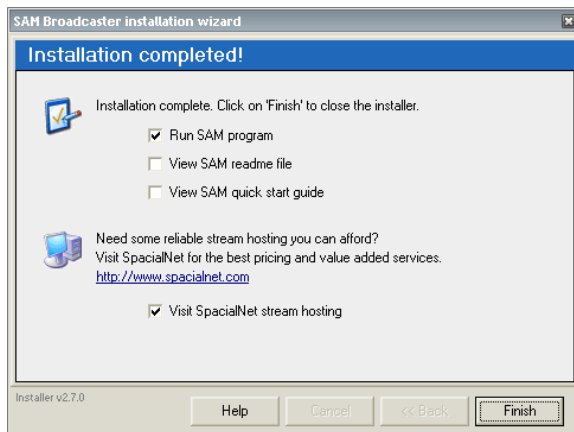 SAM Broadcaster installation wizard
Installation completed!
Installation complete. Click on 'Finish' to close the installer.
Run SAM program
View SAM readme file
View SAM quick start guide
Need some reliable stream hosting you can afford?
Visit SpacialNet for the best pricing and value added services.
http://www.spacialnet.com
Visit SpacialNet stream hosting
Installer v2.7.0
Help
Cancel
<< Back
Finish